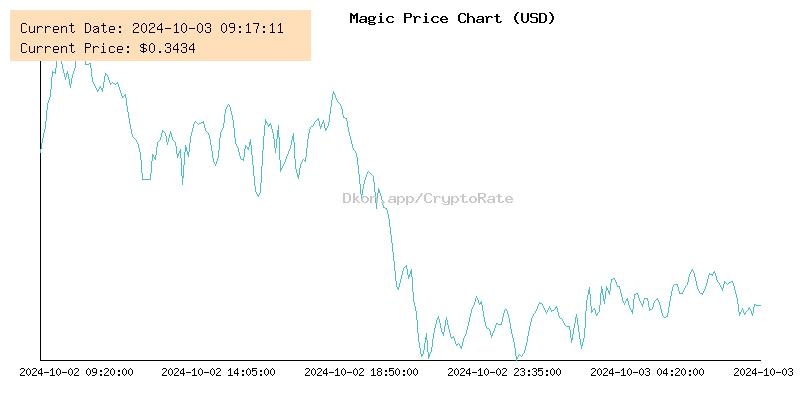 Magic Price Chart (USD)
Current Date: 2024-10-03 09:17:11
Current Price: $0.3434
Dkon.app/CryptoRate
2024-10-02 09:20:00 2024-10-02 14:05:00 2024-10-02 18:50:00 2024-10-02 23:35:00 2024-10-03 04:20:00 2024-10-03